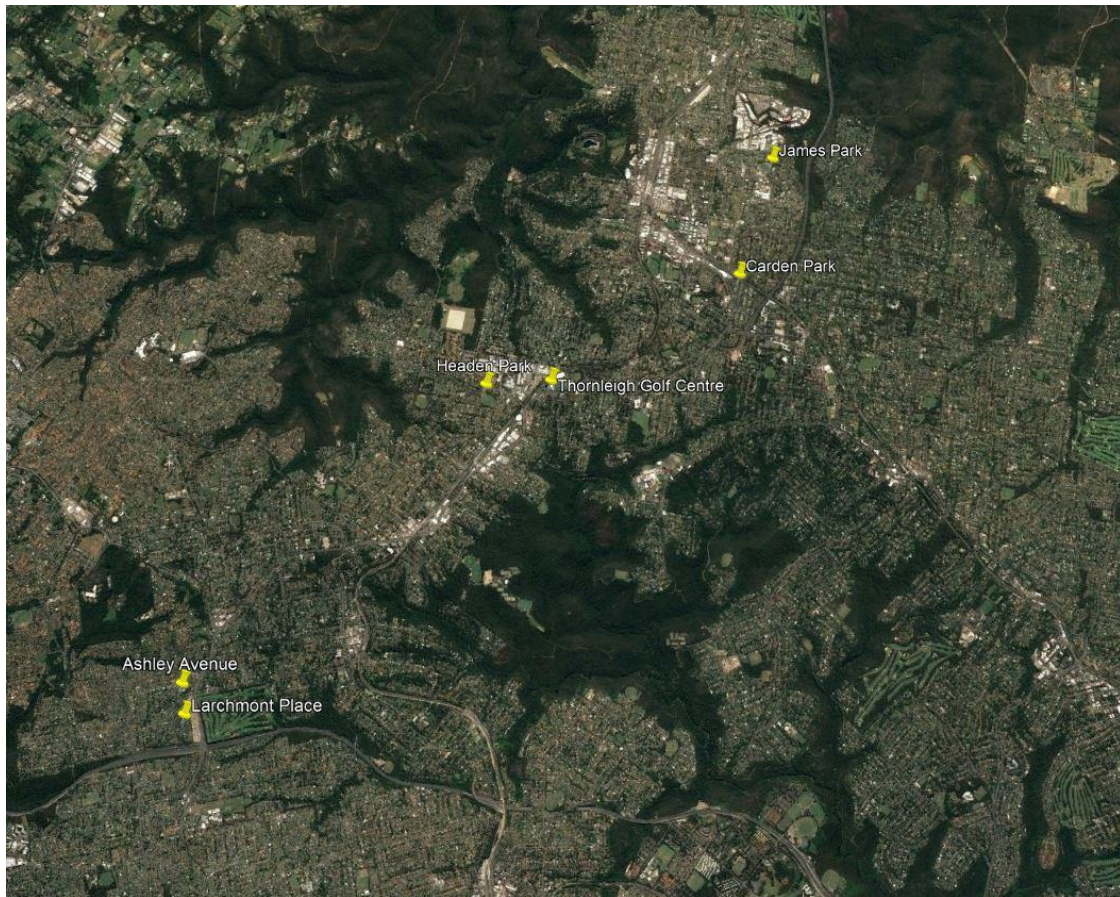 James Park
Carden Park
Headen Park
Thornleigh Golf Centre
Ashley Avenue
Larchmont Place